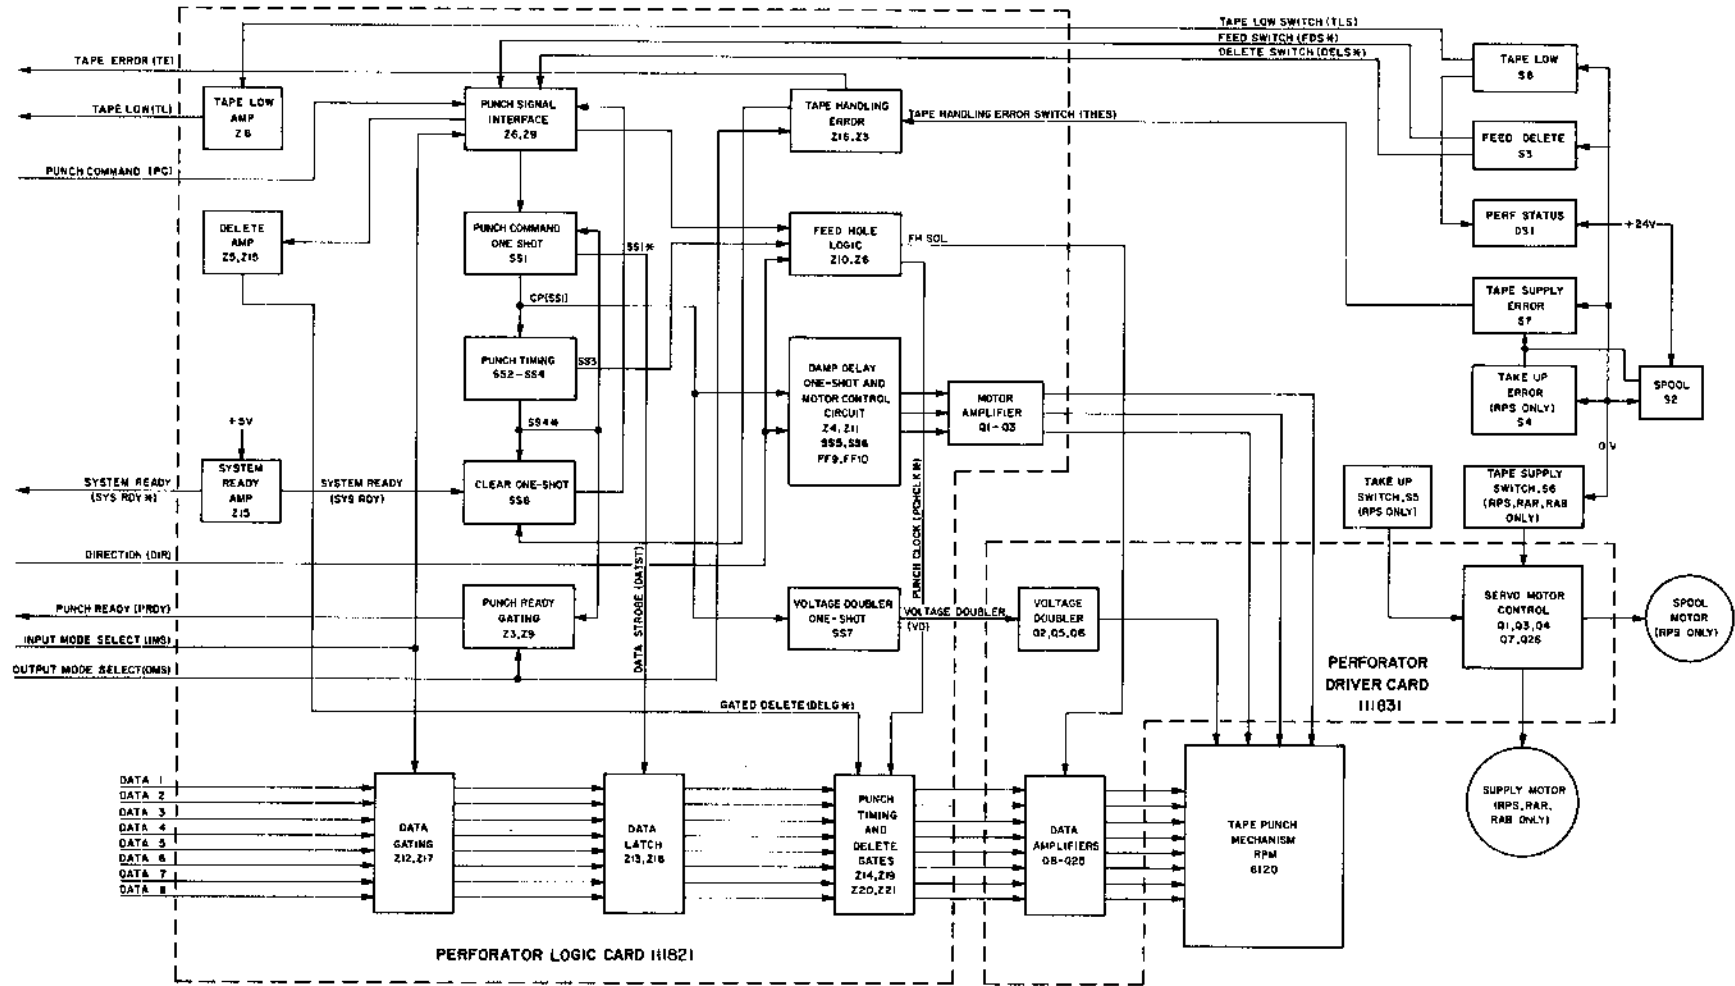 TAPE LOW SWITCH (TLS)
FEED SWITCH (FDS*)
DELETE SWITCH (DELS*)
TAPE ERROR (TE)
TAPE LOW (TL)
PUNCH COMMAND (PC)
TAPE LOW
AMP
Z8
PUNCH SIGNAL
INTERFACE
Z6,Z9
TAPE HANDLING
ERROR
Z16,Z3
TAPE HANDLING ERROR SWITCH (THES)
TAPE LOW
S8
FEED DELETE
S3
PERF STATUS
DS1
+24V
TAPE SUPPLY
ERROR
S7
TAKE UP
ERROR
(RPS ONLY)
S4
SPOOL
S2
0 V
DELETE
AMP
Z5,Z15
PUNCH COMMAND
ONE SHOT
SS1
SS1*
FEED HOLE
LOGIC
Z10,Z6
FH SOL
CP(SS1)
PUNCH TIMING
SS2-SS4
SS3
SS4*
DAMP DELAY
ONE-SHOT AND
MOTOR CONTROL
CIRCUIT
Z4,Z11
SS5,SS6
FF9,FF10
MOTOR
AMPLIFIER
Q1-Q3
+5V
SYSTEM READY
(SYS RDY*)
SYSTEM
READY
AMP
Z15
SYSTEM READY
(SYS RDY)
CLEAR ONE-SHOT
SS8
TAKE UP
SWITCH,S5
(RPS ONLY)
TAPE SUPPLY
SWITCH,S6
(RPS,RAR,RAB
ONLY)
DIRECTION (DIR)
PUNCH READY (PRDY)
INPUT MODE SELECT (IMS)
OUTPUT MODE SELECT (OMS)
PUNCH READY
GATING
Z3,Z9
DATA STROBE (DATST)
PUNCH CLOCK (PCHCLK*)
VOLTAGE DOUBLER
ONE-SHOT
SS7
VOLTAGE DOUBLER
(VD)
VOLTAGE
DOUBLER
Q2,Q5,Q6
SERVO MOTOR
CONTROL
Q1,Q3,Q4
Q7,Q26
SPOOL
MOTOR
(RPS ONLY)
PERFORATOR
DRIVER CARD
111831
GATED DELETE (DELG*)
DATA 1
DATA 2
DATA 3
DATA 4
DATA 5
DATA 6
DATA 7
DATA 8
DATA
GATING
Z12,Z17
DATA
LATCH
Z13,Z18
PUNCH
TIMING
AND
DELETE
GATES
Z14,Z19
Z20,Z21
DATA
AMPLIFIERS
Q8-Q25
TAPE PUNCH
MECHANISM
RPM
6120
SUPPLY MOTOR
(RPS,RAR,
RAB ONLY)
PERFORATOR LOGIC CARD 111821